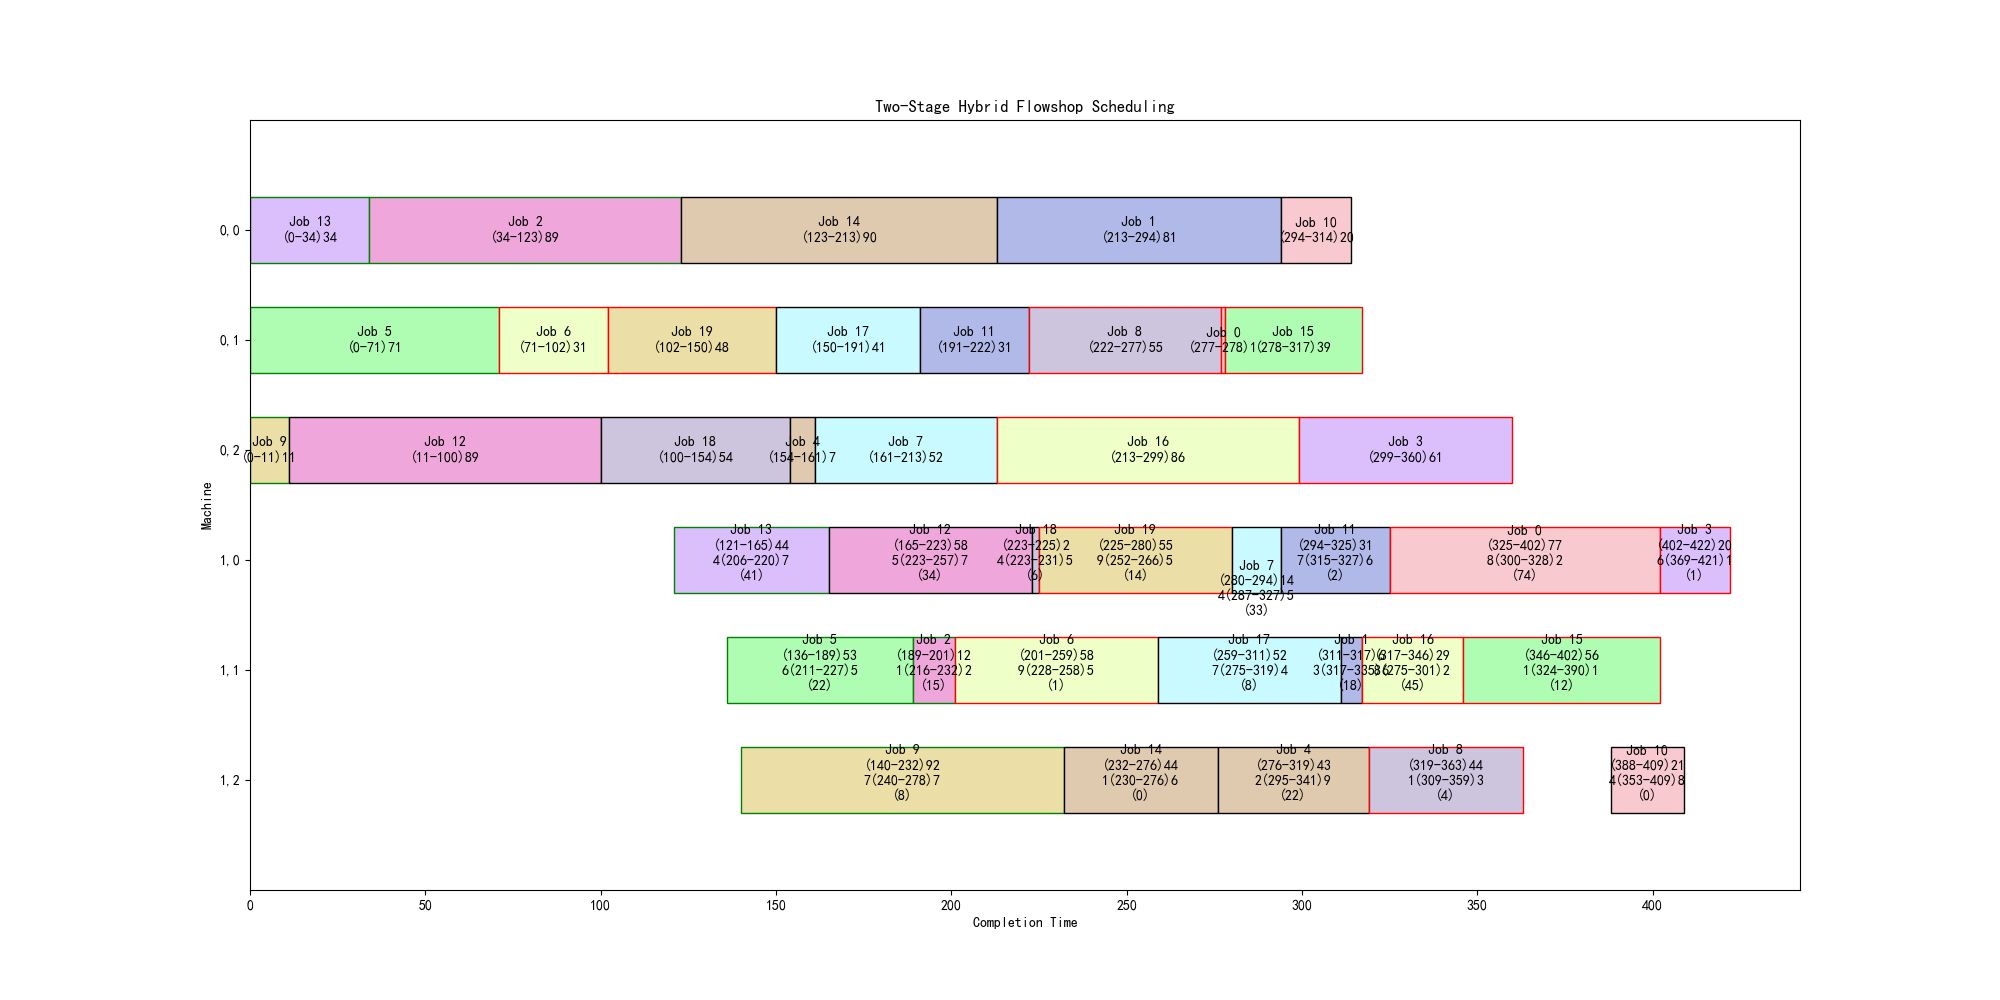 Two-Stage Hybrid Flowshop Scheduling
Machine
0,0
Job 13
(0-34)34
Job 2
(34-123)89
Job 14
(123-213)90
Job 1
(213-294)81
Job 10
(294-314)20
0,1
Job 5
(0-71)71
Job 6
(71-102)31
Job 19
(102-150)48
Job 17
(150-191)41
Job 11
(191-222)31
Job 8
(222-277)55
Job 0
(277-278)1
Job 15
(278-317)39
0,2
Job 9
(0-11)11
Job 12
(11-100)89
Job 18
(100-154)54
Job 4
(154-161)7
Job 7
(161-213)52
Job 16
(213-299)86
Job 3
(299-360)61
1,0
Job 13
(121-165)44
4(206-220)7
(41)
Job 12
(165-223)58
5(223-257)7
(34)
Job 18
(223-225)2
4(223-231)5
(6)
Job 19
(225-280)55
9(252-266)5
(14)
Job 7
(280-294)14
4(287-327)5
(33)
Job 11
(294-325)31
7(315-327)6
(2)
Job 0
(325-402)77
8(300-328)2
(74)
Job 3
(402-422)20
6(369-421)1
(1)
1,1
Job 5
(136-189)53
6(211-227)5
(22)
Job 2
(189-201)12
1(216-232)2
(15)
Job 6
(201-259)58
9(228-258)5
(1)
Job 17
(259-311)52
7(275-319)4
(8)
Job 1
(311-317)6
3(317-335)6
(18)
Job 16
(317-346)29
(275-301)2
(45)
Job 15
(346-402)56
1(324-390)1
(12)
1,2
Job 9
(140-232)92
7(240-278)7
(8)
Job 14
(232-276)44
1(230-276)6
(0)
Job 4
(276-319)43
2(295-341)9
(22)
Job 8
(319-363)44
1(309-359)3
(4)
Job 10
(388-409)21
4(353-409)8
(0)
0
50
100
150
200
250
300
350
400
Completion Time